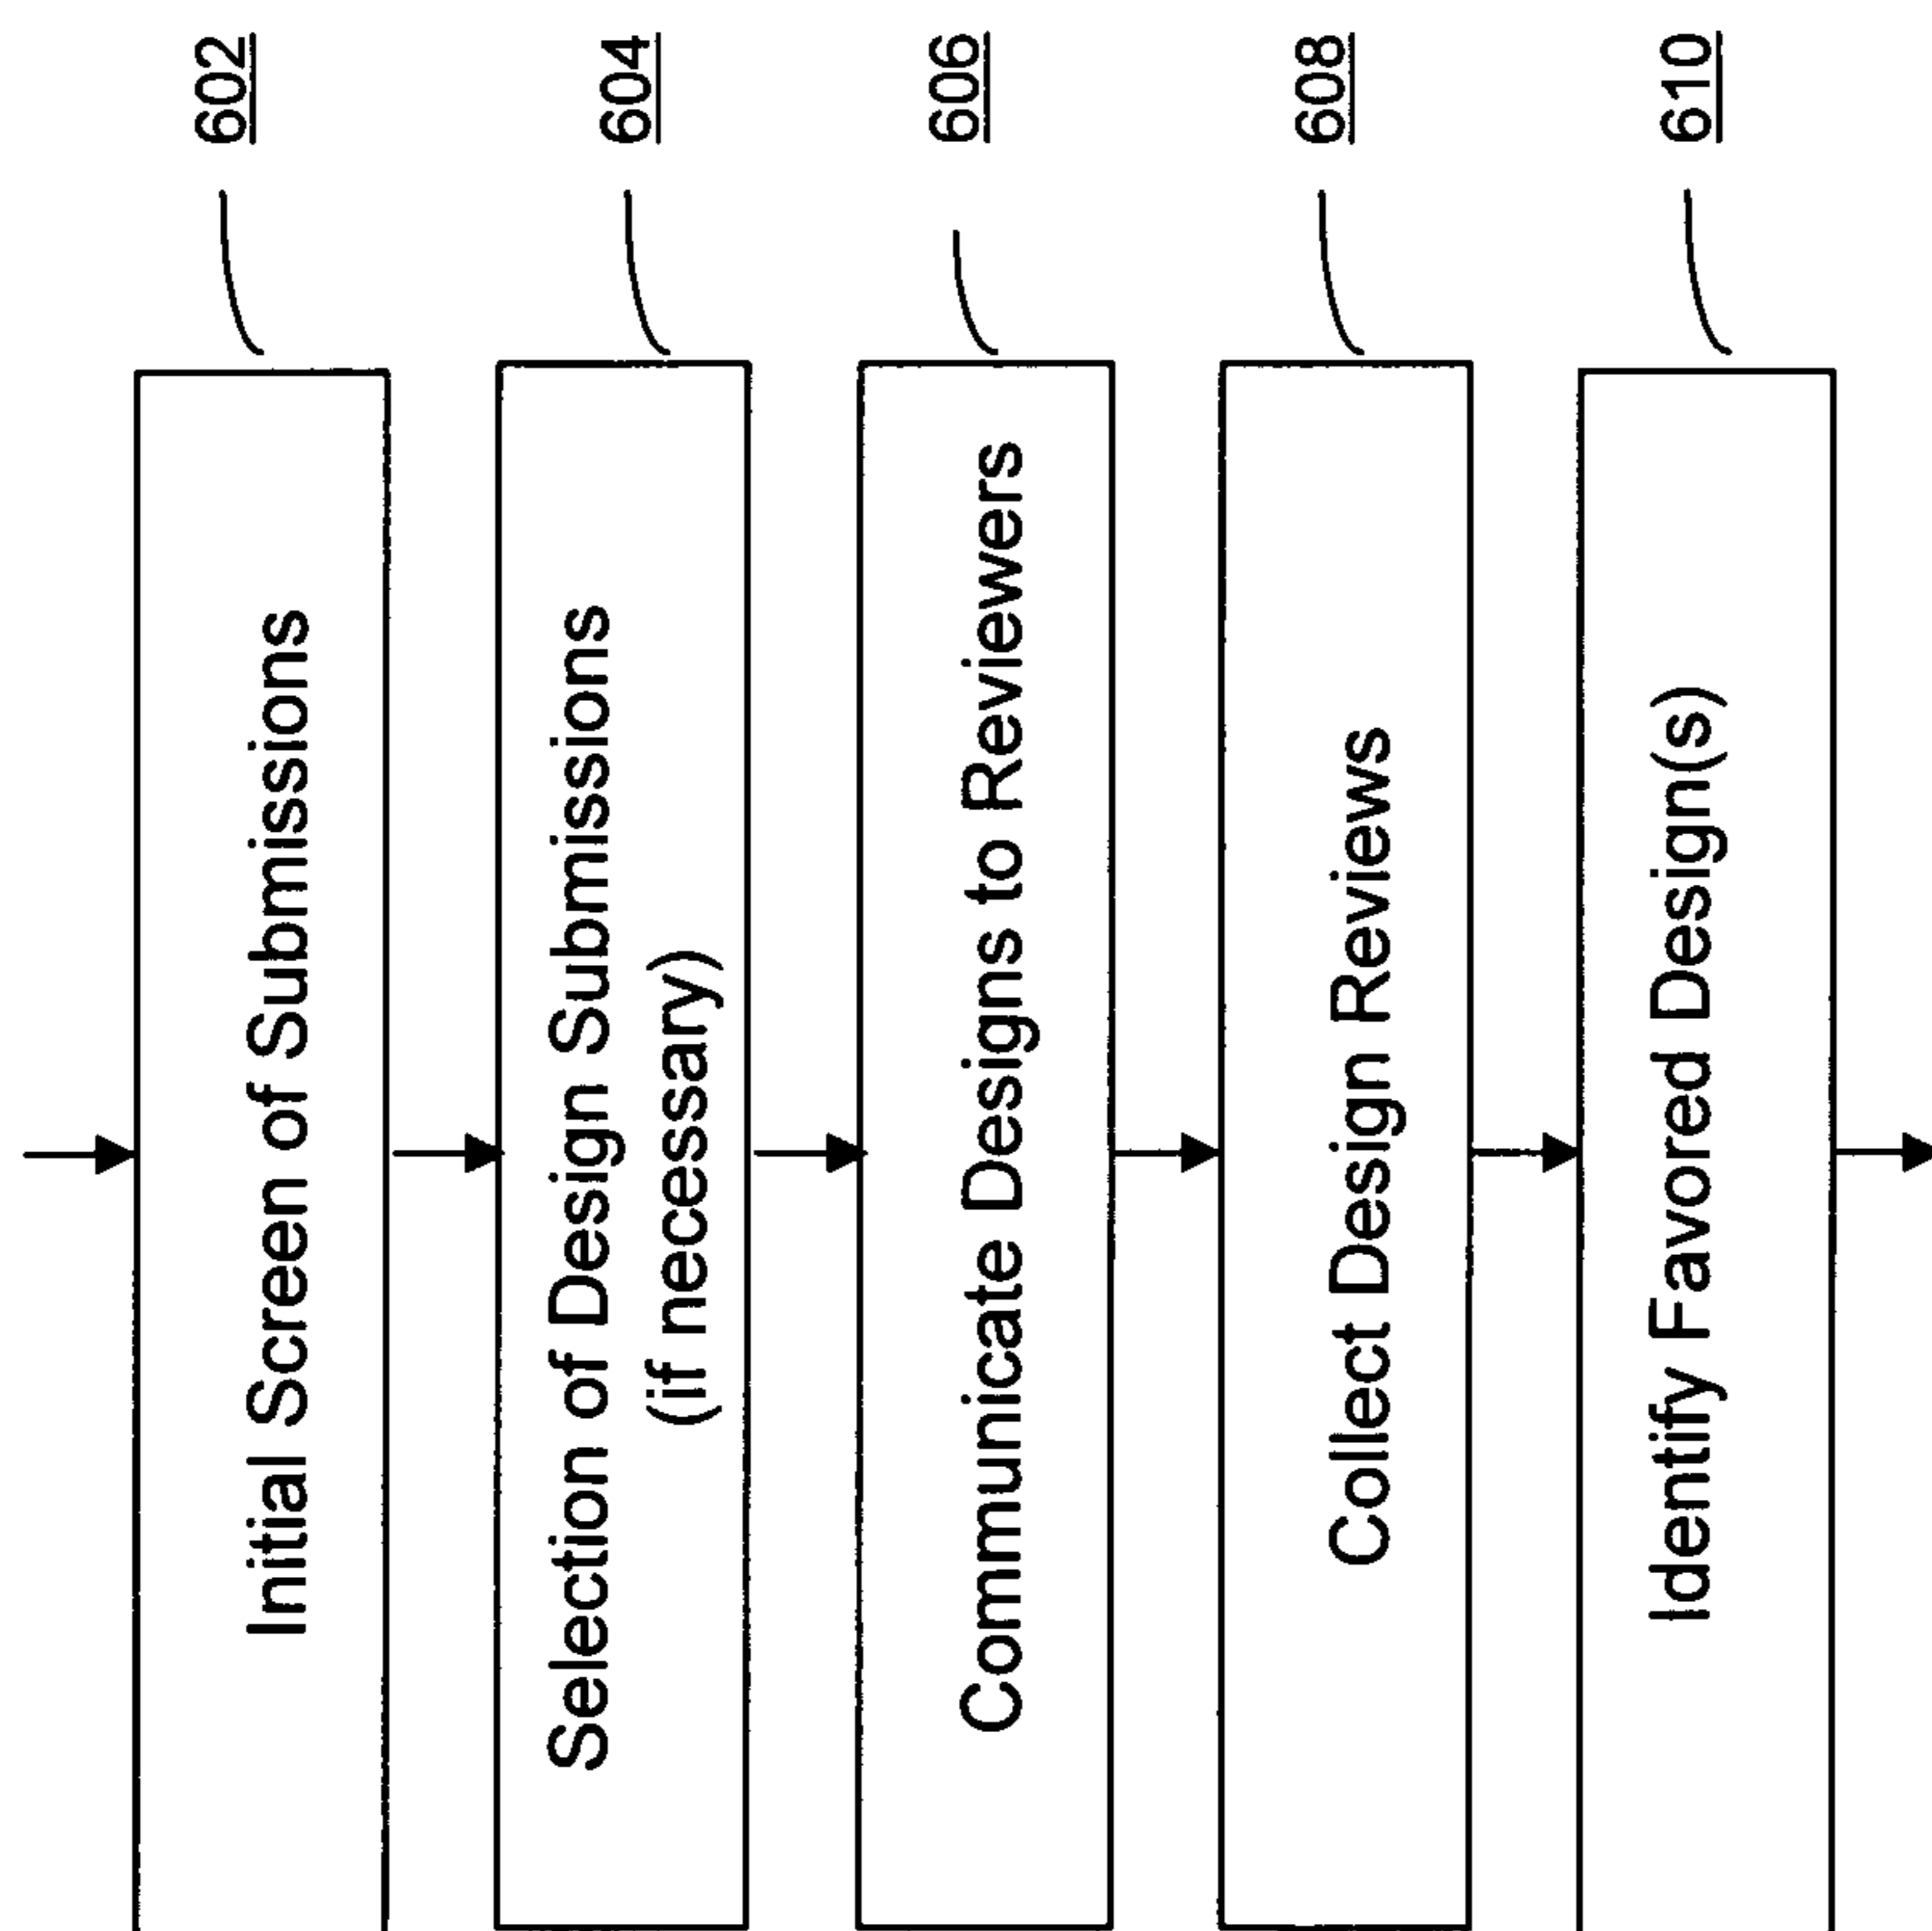 Initial Screen of Submissions
602
Selection of Design Submissions
(if necessary)
604
Communicate Designs to Reviewers
606
Collect Design Reviews
608
Identify Favored Design(s)
610